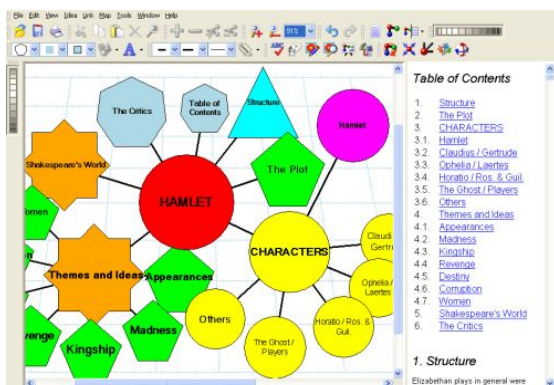 File Edit View Idea Link Map Tools Window Help
91%
The Critics
Table of
Contents
Structure
Hamlet
Shakespeare's World
The Plot
HAMLET
omen
CHARACTERS
Claudi
Gertr
Themes and Ideas
Appearances
Ophelia /
Laertes
Others
Horatio / Ros. &
Guil.
Madness
The Ghost /
Players
venge
Kingship
Table of Contents
1. Structure
2. The Plot
3. CHARACTERS
3.1. Hamlet
3.2. Claudius / Gertrude
3.3. Ophelia / Laertes
3.4. Horatio / Ros. & Guil.
3.5. The Ghost / Players
3.6. Others
4. Themes and Ideas
4.1. Appearances
4.2. Madness
4.3. Kingship
4.4. Revenge
4.5. Destiny
4.6. Corruption
4.7. Women
5. Shakespeare's World
6. The Critics
1. Structure
Elizabethan plays in general were